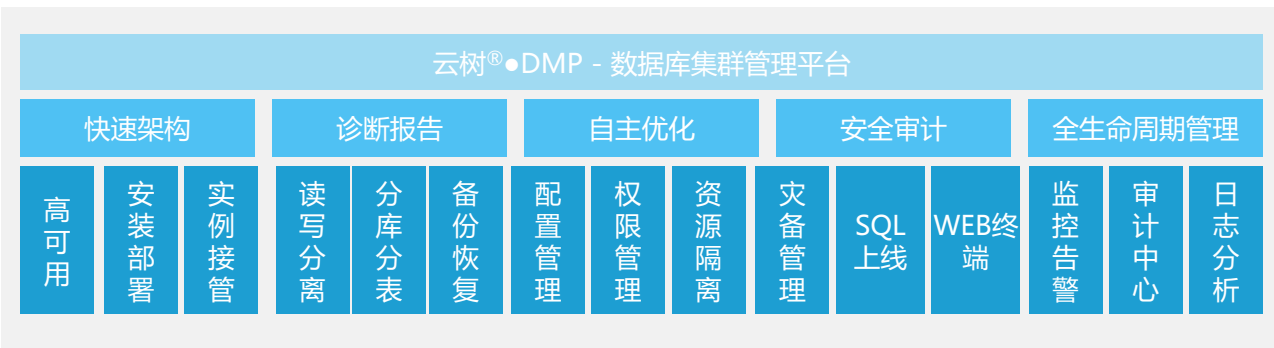 云树®●DMP - 数据库集群管理平台
快速架构
诊断报告
自主优化
安全审计
全生命周期管理
高可用
安装部署
实例接管
读写分离
分库分表
备份恢复
配置管理
权限管理
资源隔离
灾备管理
SQL
上线
WEB终
端
监控告警
审计中心
日志分析